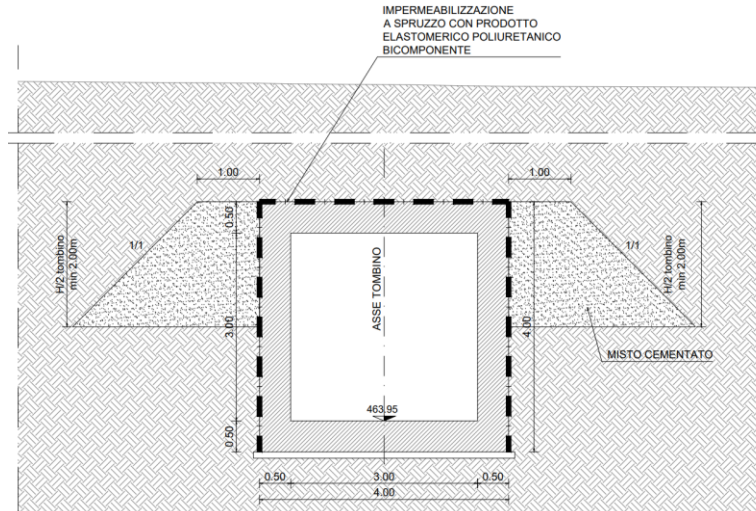 IMPERMEABILIZZAZIONE
A SPRUZZO CON PRODOTTO
ELASTOMERICO POLIURETANICO
BICOMPONENTE
1.00
1.00
0.50
H/2 tombino
min 2.00m
1/1
ASSE TOMBINO
1/1
H/2 tombino
min 2.00m
3.00
4.00
MISTO CEMENTATO
463.95
0.50
0.50
3.00
0.50
4.00